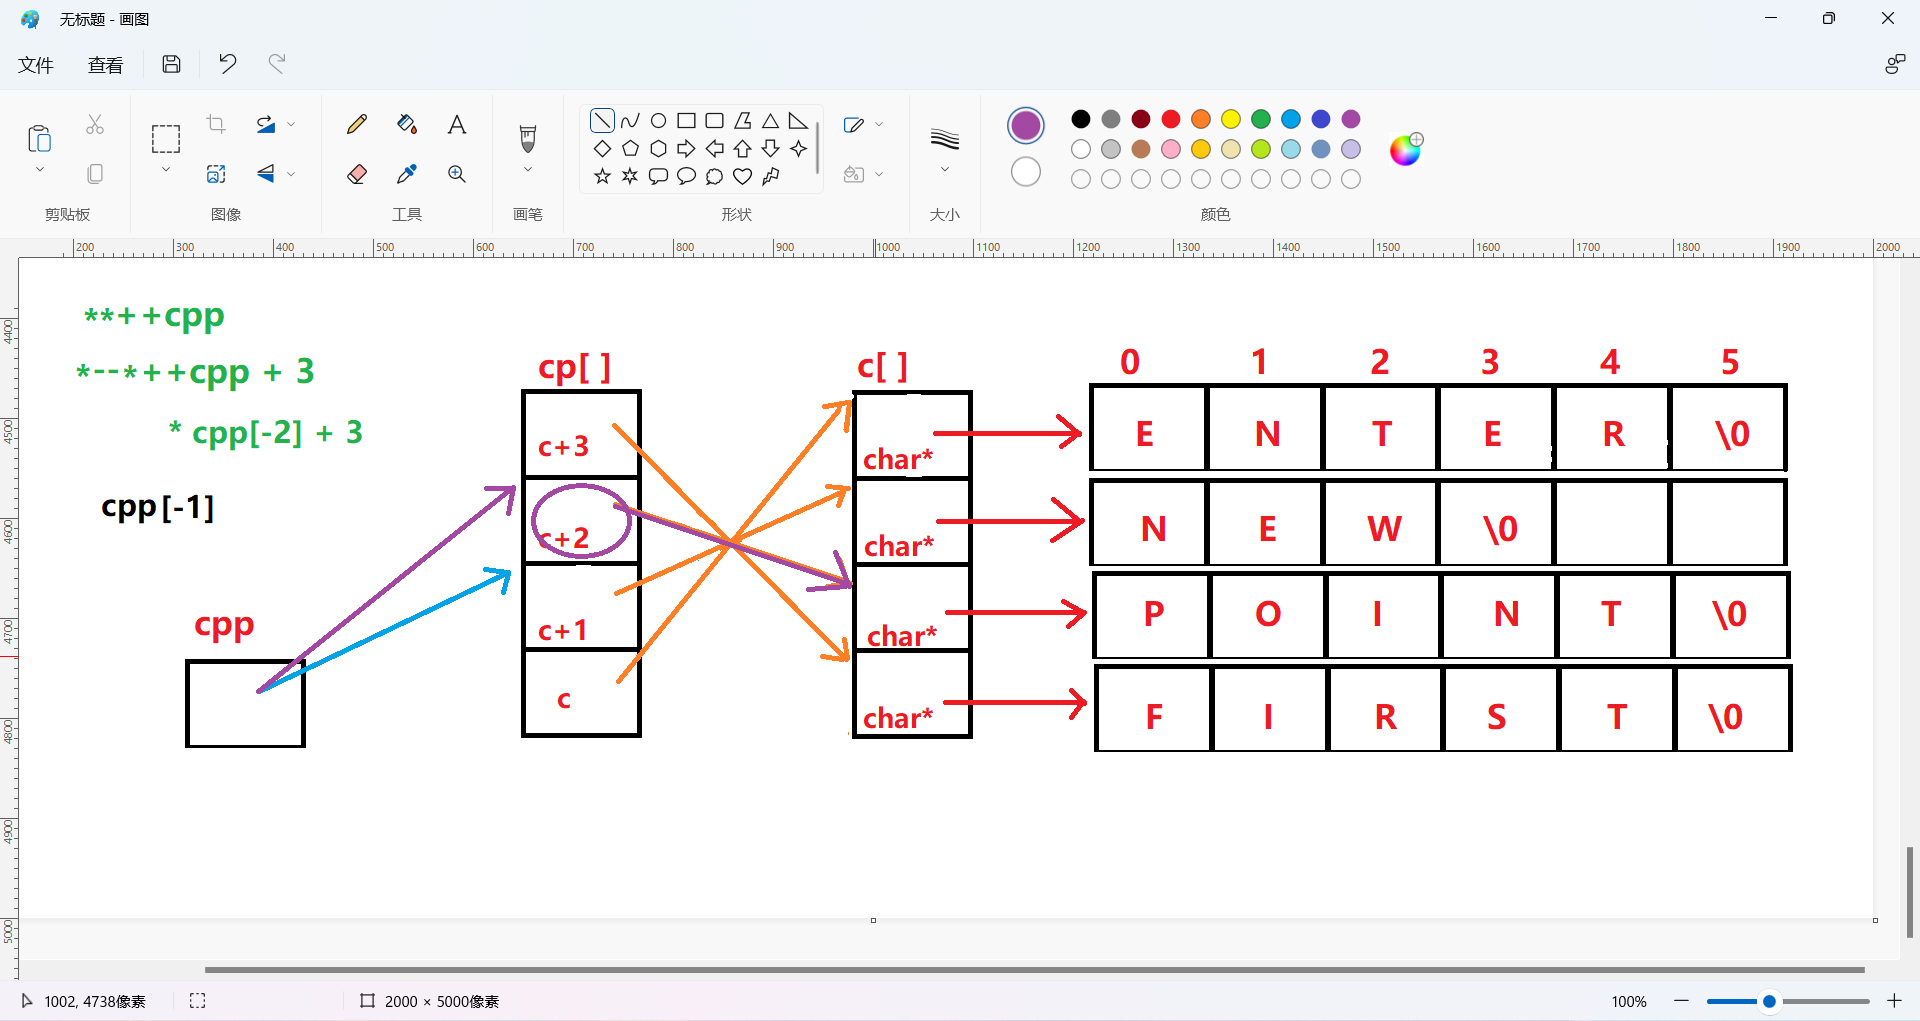 无标题 - 画图
文件 查看
剪贴板 图像 工具 画笔 形状 大小 颜色
200 300 400 500 600 700 800 900 1000 1100 1200 1300 1400 1500 1600 1700 1800 1900 2000
4400
4500
4600
4700
4800
4900
5000
**++cpp
*--*++cpp + 3
* cpp[-2] + 3
cpp[-1]
cpp
cp[ ]
c+3
c+2
c+1
c
c[ ]
char*
char*
char*
char*
0 1 2 3 4 5
E N T E R \0
N E W \0
P O I N T \0
F I R S T \0
1002, 4738像素 2000 × 5000像素 100%